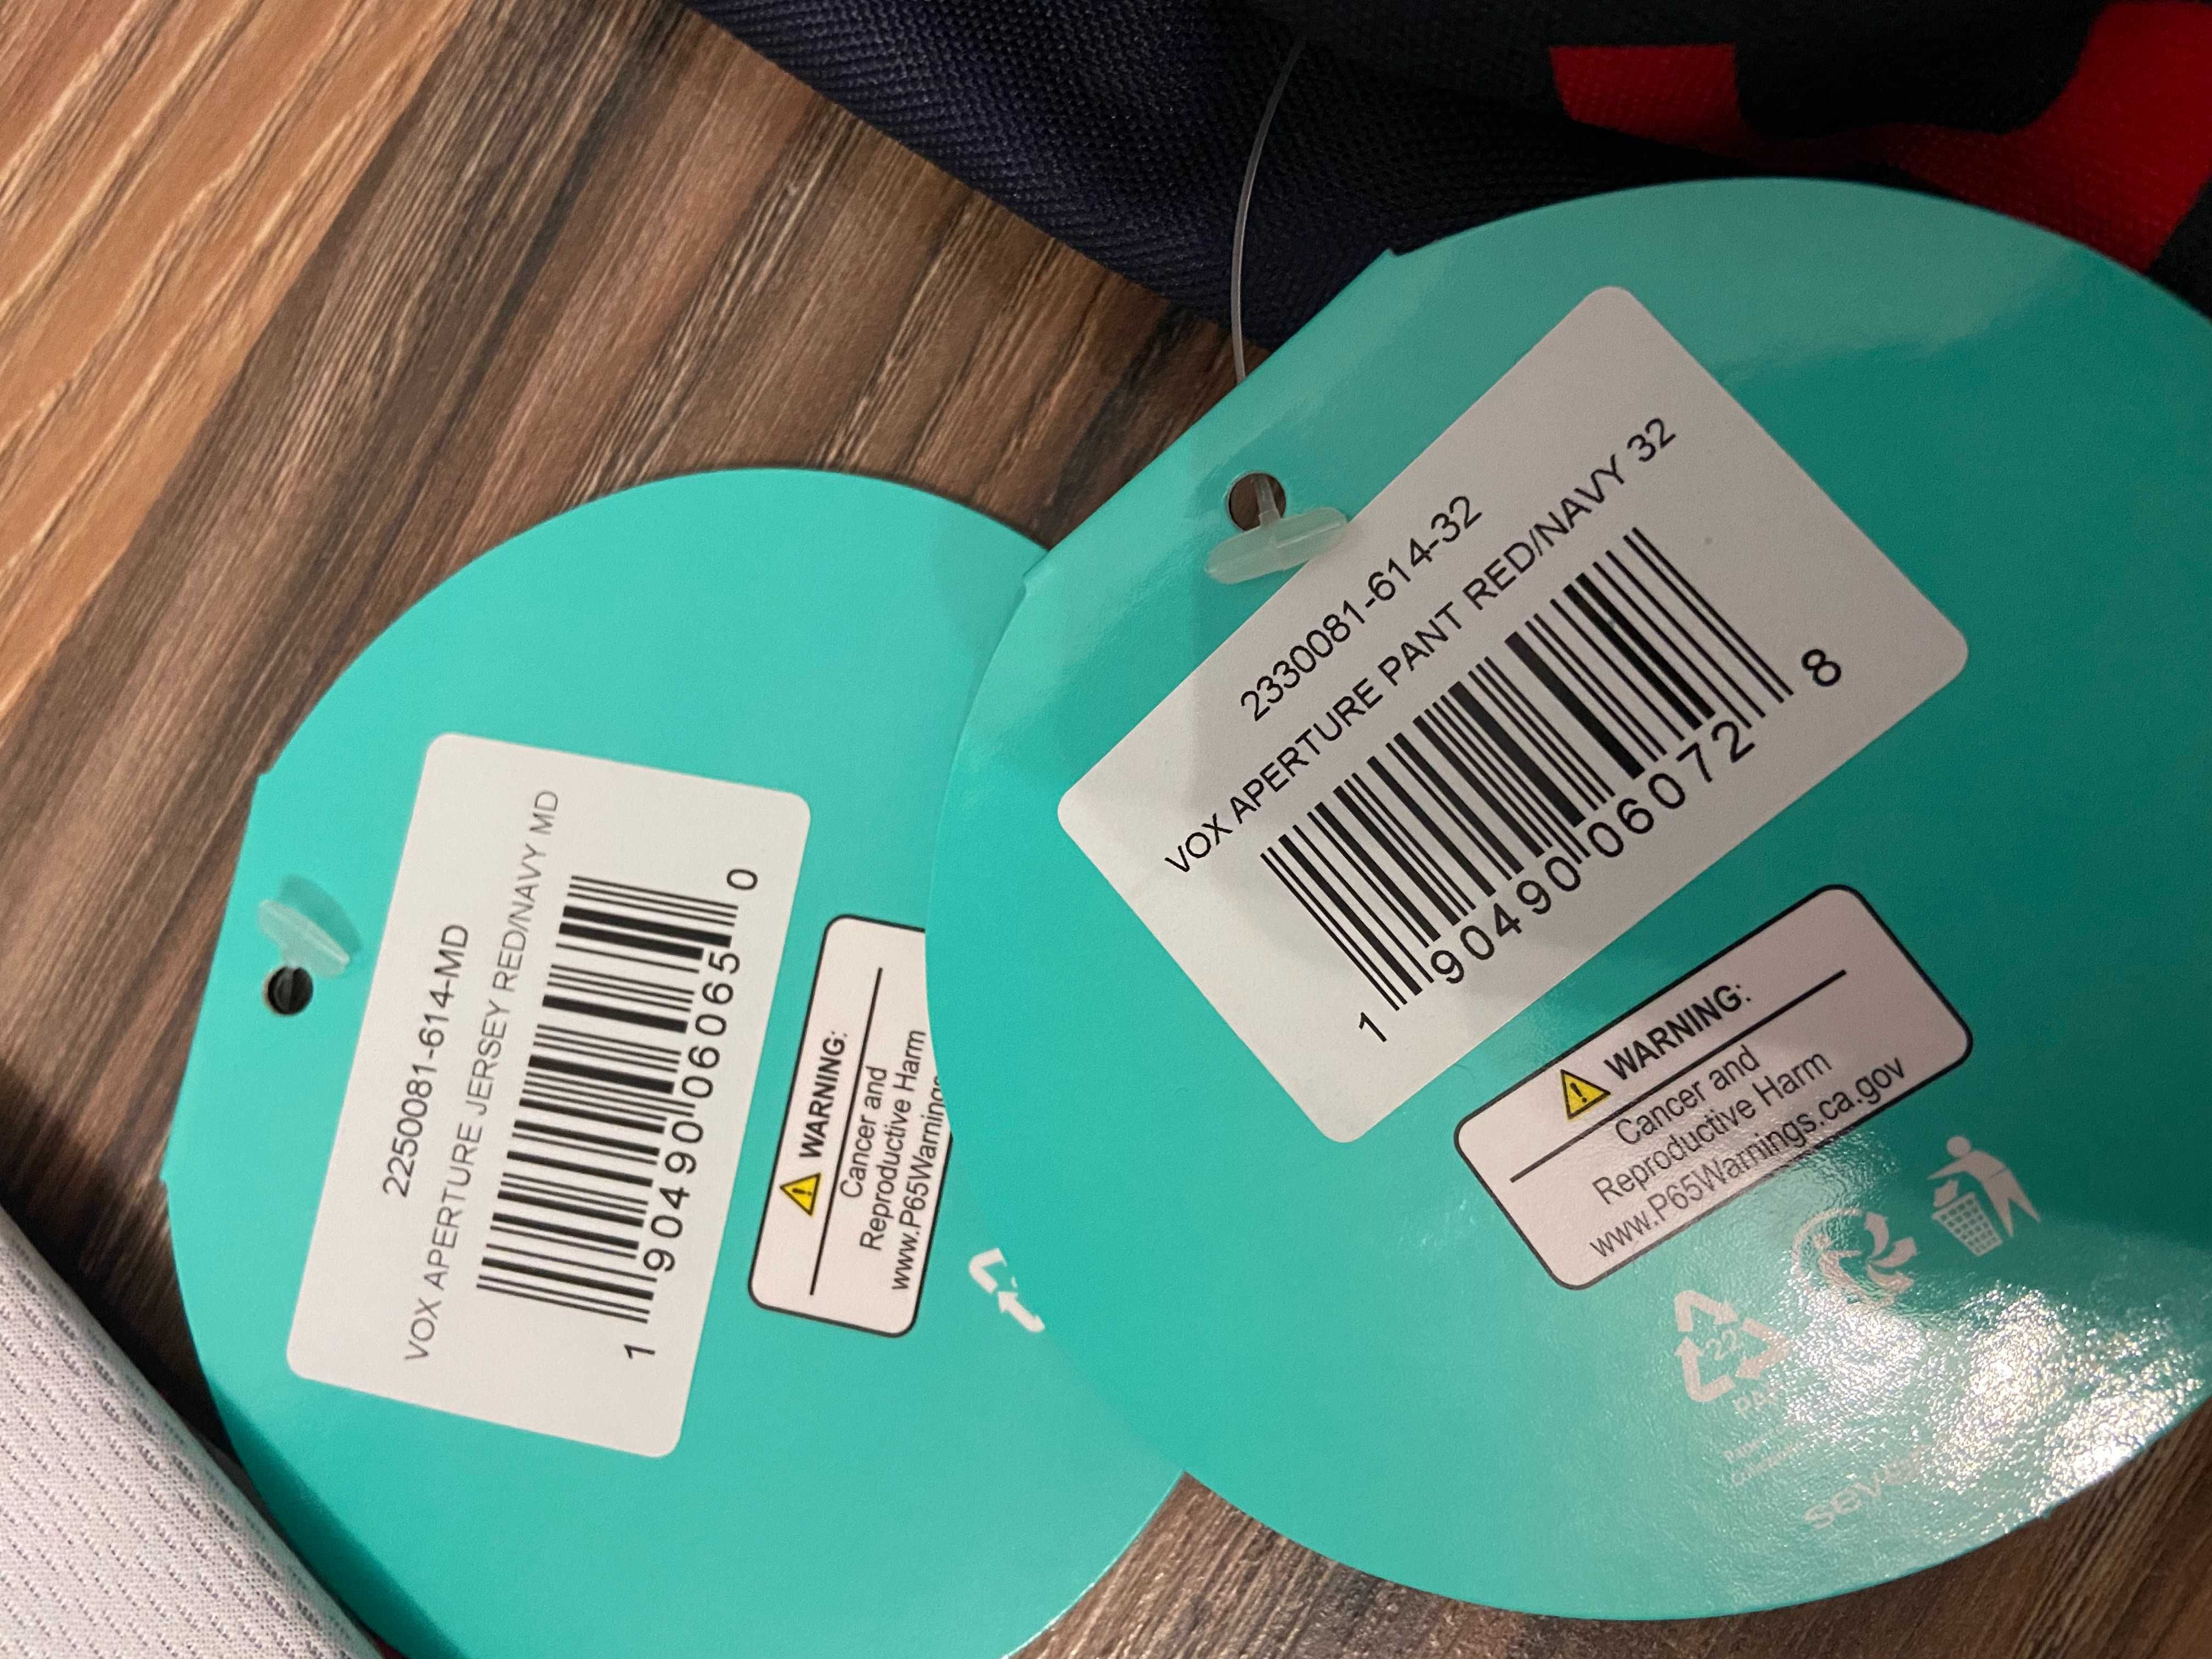 2250081-614-MD
VOX APERTURE JERSEY RED/NAVY MD
1 90490 06065 0
WARNING:
Cancer and
Reproductive Harm
www.P65Warnings
2330081-614-32
VOX APERTURE PANT RED/NAVY 32
1 90490 06072 8
WARNING:
Cancer and
Reproductive Harm
www.P65Warnings.ca.gov
22